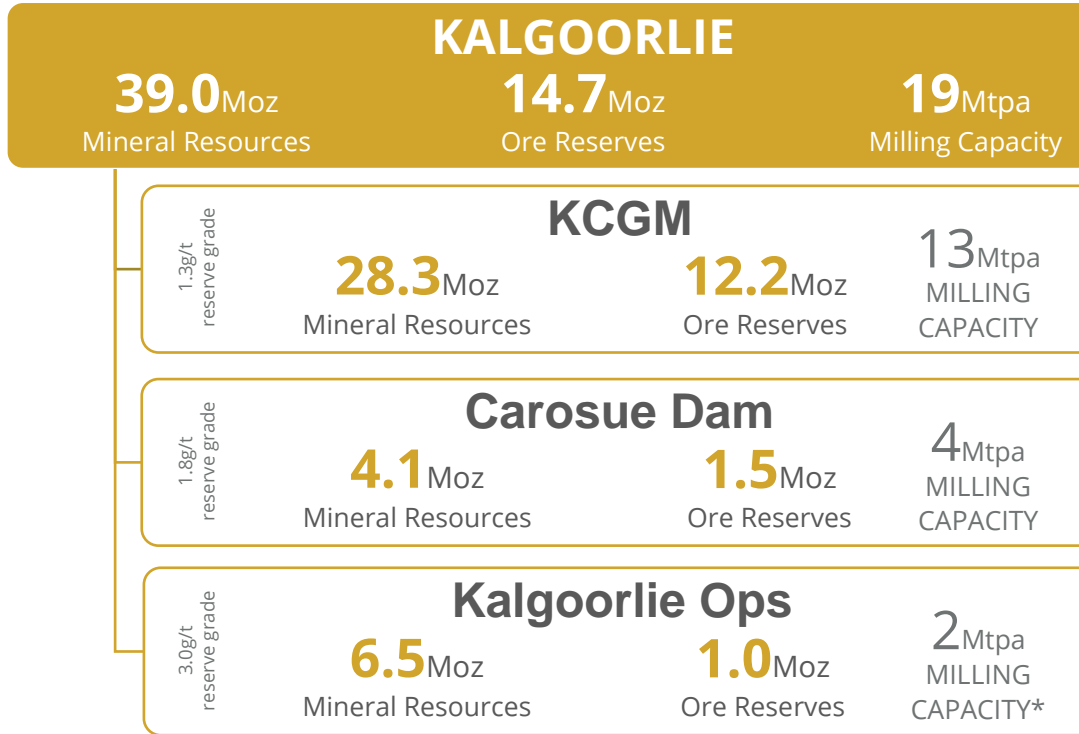 KALGOORLIE
39.0Moz
Mineral Resources
14.7Moz
Ore Reserves
19Mtpa
Milling Capacity
1.3g/t
reserve grade
KCGM
28.3Moz
Mineral Resources
12.2Moz
Ore Reserves
13Mtpa
MILLING
CAPACITY
1.8g/t
reserve grade
Carosue Dam
4.1Moz
Mineral Resources
1.5Moz
Ore Reserves
4Mtpa
MILLING
CAPACITY
3.0g/t
reserve grade
Kalgoorlie Ops
6.5Moz
Mineral Resources
1.0Moz
Ore Reserves
2Mtpa
MILLING
CAPACITY*